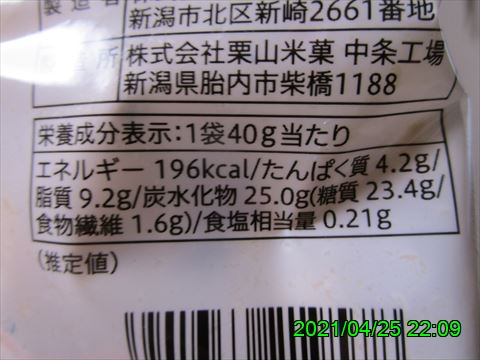 製造
新潟市北区新崎2661番地
所 株式会社栗山米菓 中条工場
新潟県胎内市柴橋1188
栄養成分表示:1袋40g当たり
エネルギー 196kcal/たんぱく質 4.2g/
脂質 9.2g/炭水化物 25.0g(糖質 23.4g/
食物繊維 1.6g)/食塩相当量 0.21g
(推定値)
2021/04/25 22:09